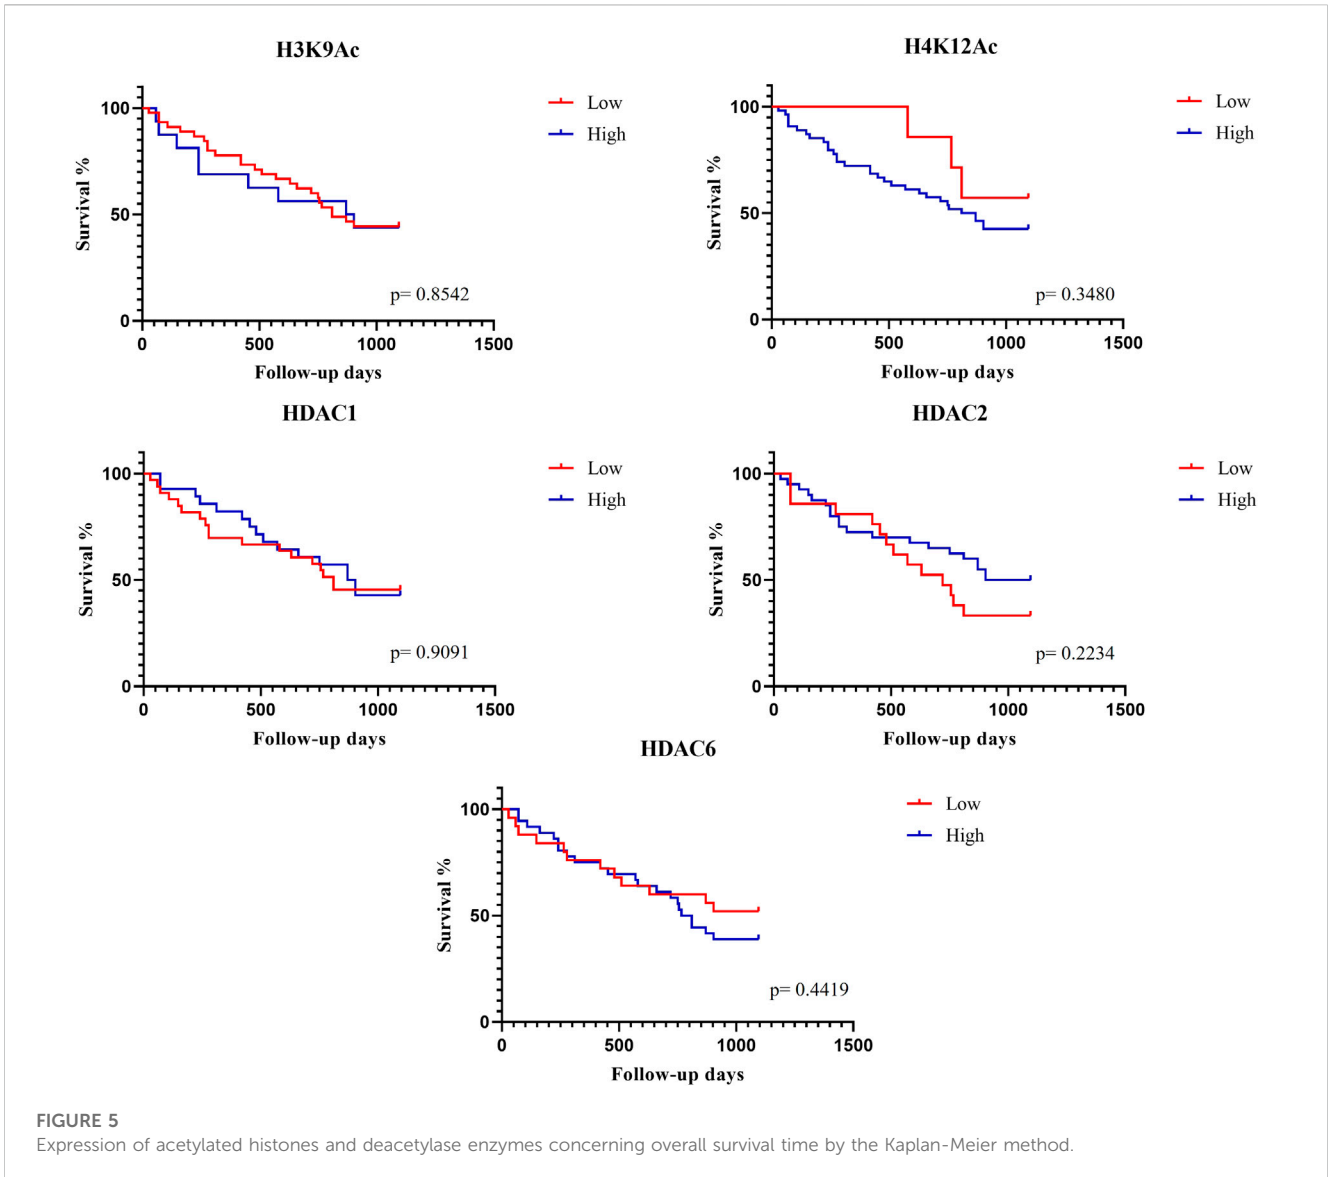 H3K9Ac
Low
High
100
50
0
Survival %
p= 0.8542
0 500 1000 1500
Follow-up days
H4K12Ac
Low
High
100
50
0
Survival %
p= 0.3480
0 500 1000 1500
Follow-up days
HDAC1
Low
High
100
50
0
Survival %
p= 0.9091
0 500 1000 1500
Follow-up days
HDAC2
Low
High
100
50
0
Survival %
p= 0.2234
0 500 1000 1500
Follow-up days
HDAC6
Low
High
100
50
0
Survival %
p= 0.4419
0 500 1000 1500
Follow-up days
FIGURE 5
Expression of acetylated histones and deacetylase enzymes concerning overall survival time by the Kaplan-Meier method.